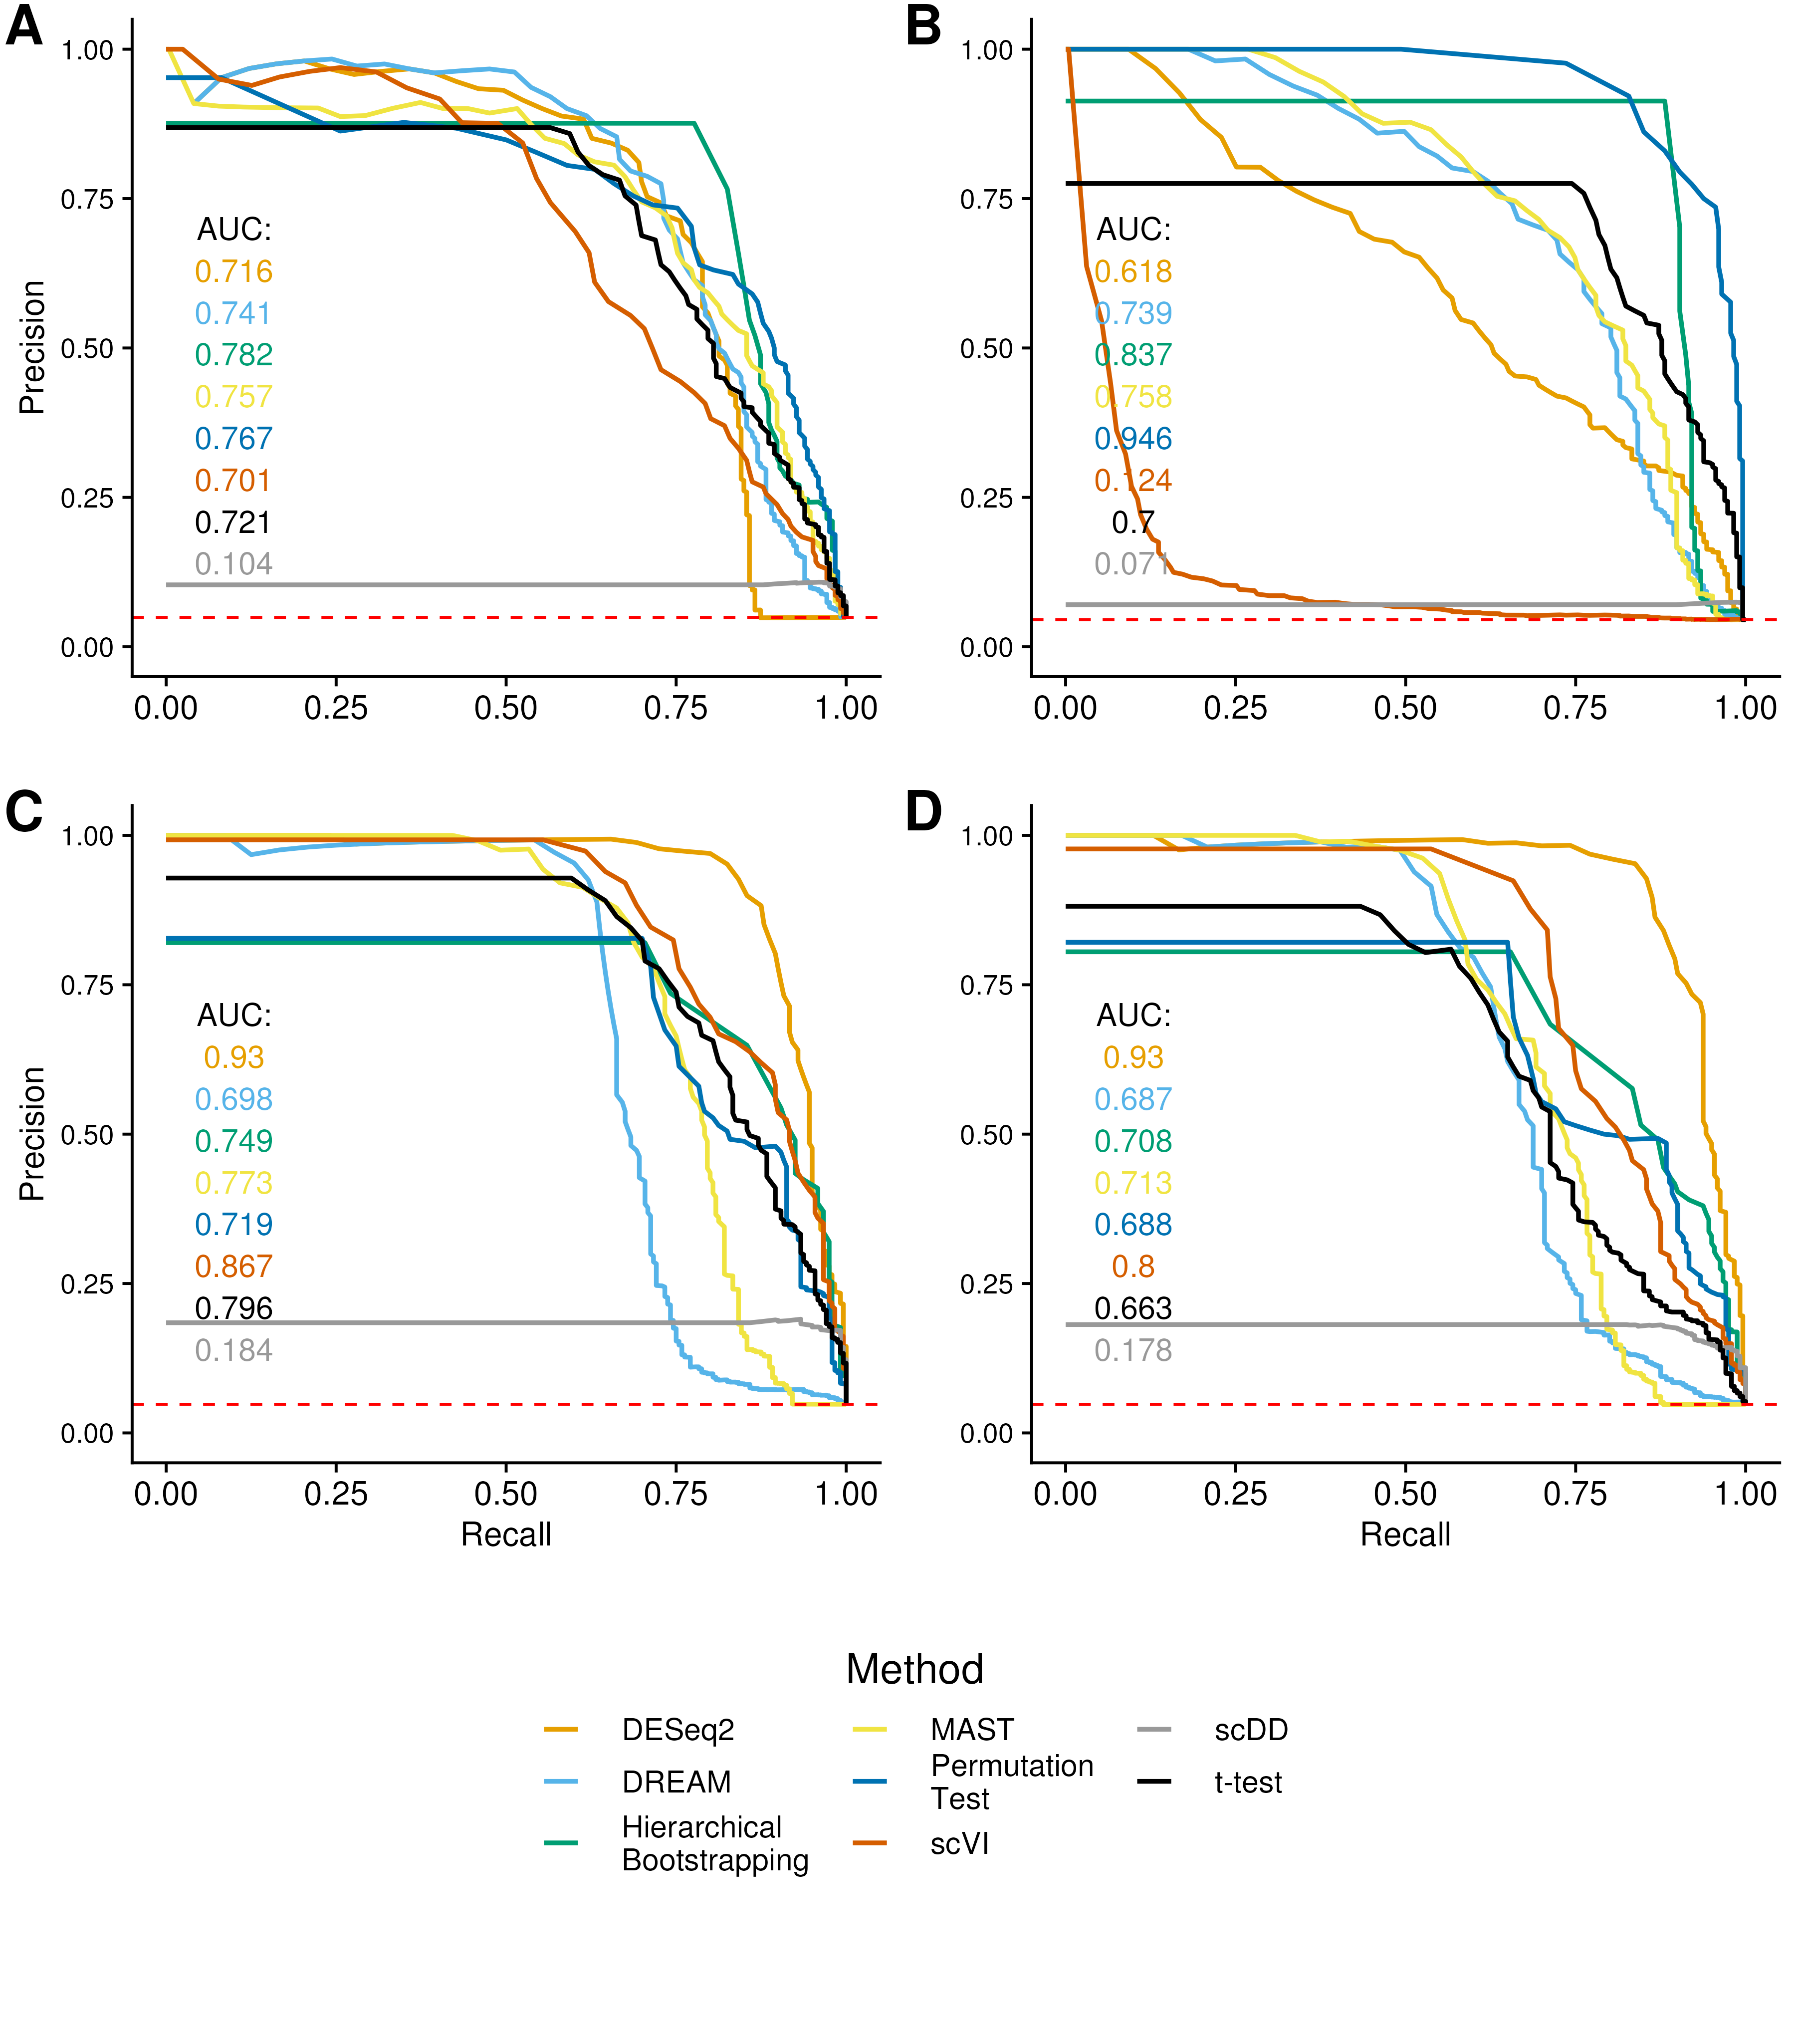 A
1.00
0.75
0.50
0.25
0.00
Precision
AUC:
0.716
0.741
0.782
0.757
0.767
0.701
0.721
0.104
0.00 0.25 0.50 0.75 1.00
B
1.00
0.75
0.50
0.25
0.00
AUC:
0.618
0.739
0.837
0.758
0.946
0.124
0.7
0.071
0.00 0.25 0.50 0.75 1.00
C
1.00
0.75
0.50
0.25
0.00
Precision
AUC:
0.93
0.698
0.749
0.773
0.719
0.867
0.796
0.184
0.00 0.25 0.50 0.75 1.00
Recall
D
1.00
0.75
0.50
0.25
0.00
AUC:
0.93
0.687
0.708
0.713
0.688
0.8
0.663
0.178
0.00 0.25 0.50 0.75 1.00
Recall
Method
DESeq2
DREAM
Hierarchical
Bootstrapping
MAST
Permutation
Test
scVI
scDD
t-test